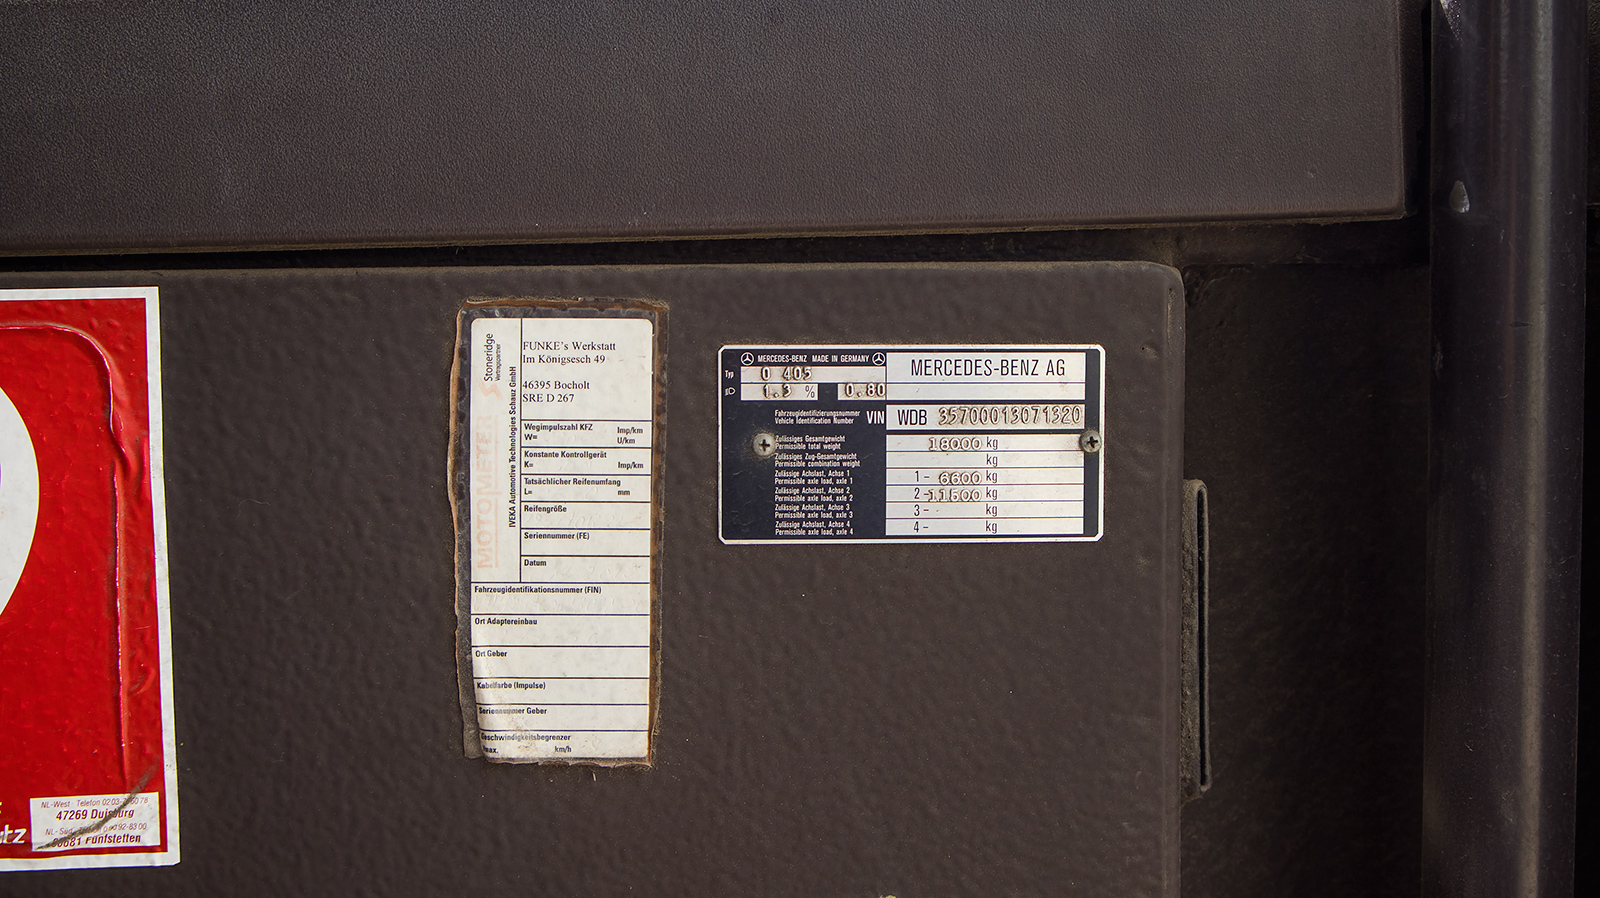 Stoneridge
Vertragspartner
MOTOMETER
IVEKA Automotive Technologies Schauz GmbH
FUNKE's Werkstatt
Im Königsesch 49
46395 Bocholt
SRE D 267
Wegimpulszahl KFZ
W=
Imp/km
U/km
Konstante Kontrollgerät
K=
Imp/km
Tatsächlicher Reifenumfang
L=
mm
Reifengröße
Seriennummer (FE)
Datum
Fahrzeugidentifikationsnummer (FIN)
Ort Adaptereinbau
Ort Geber
Kabelfarbe (Impulse)
Seriennummer Geber
Geschwindigkeitsbegrenzer
max. km/h
MERCEDES-BENZ MADE IN GERMANY
MERCEDES-BENZ AG
Typ 0 405
1.3 % 0.80
Fahrzeugidentifizierungsnummer
Vehicle Identification Number
VIN WDB 35700013071320
Zulässiges Gesamtgewicht
Permissible total weight
18000 kg
Zulässiges Zug-Gesamtgewicht
Permissible combination weight
kg
Zulässige Achslast, Achse 1
Permissible axle load, axle 1
1 - 6600 kg
Zulässige Achslast, Achse 2
Permissible axle load, axle 2
2 - 11500 kg
Zulässige Achslast, Achse 3
Permissible axle load, axle 3
3 - kg
Zulässige Achslast, Achse 4
Permissible axle load, axle 4
4 - kg
tz
NL-West · Telefon
47269 Duisburg
NL-Süd
Fünfstetten